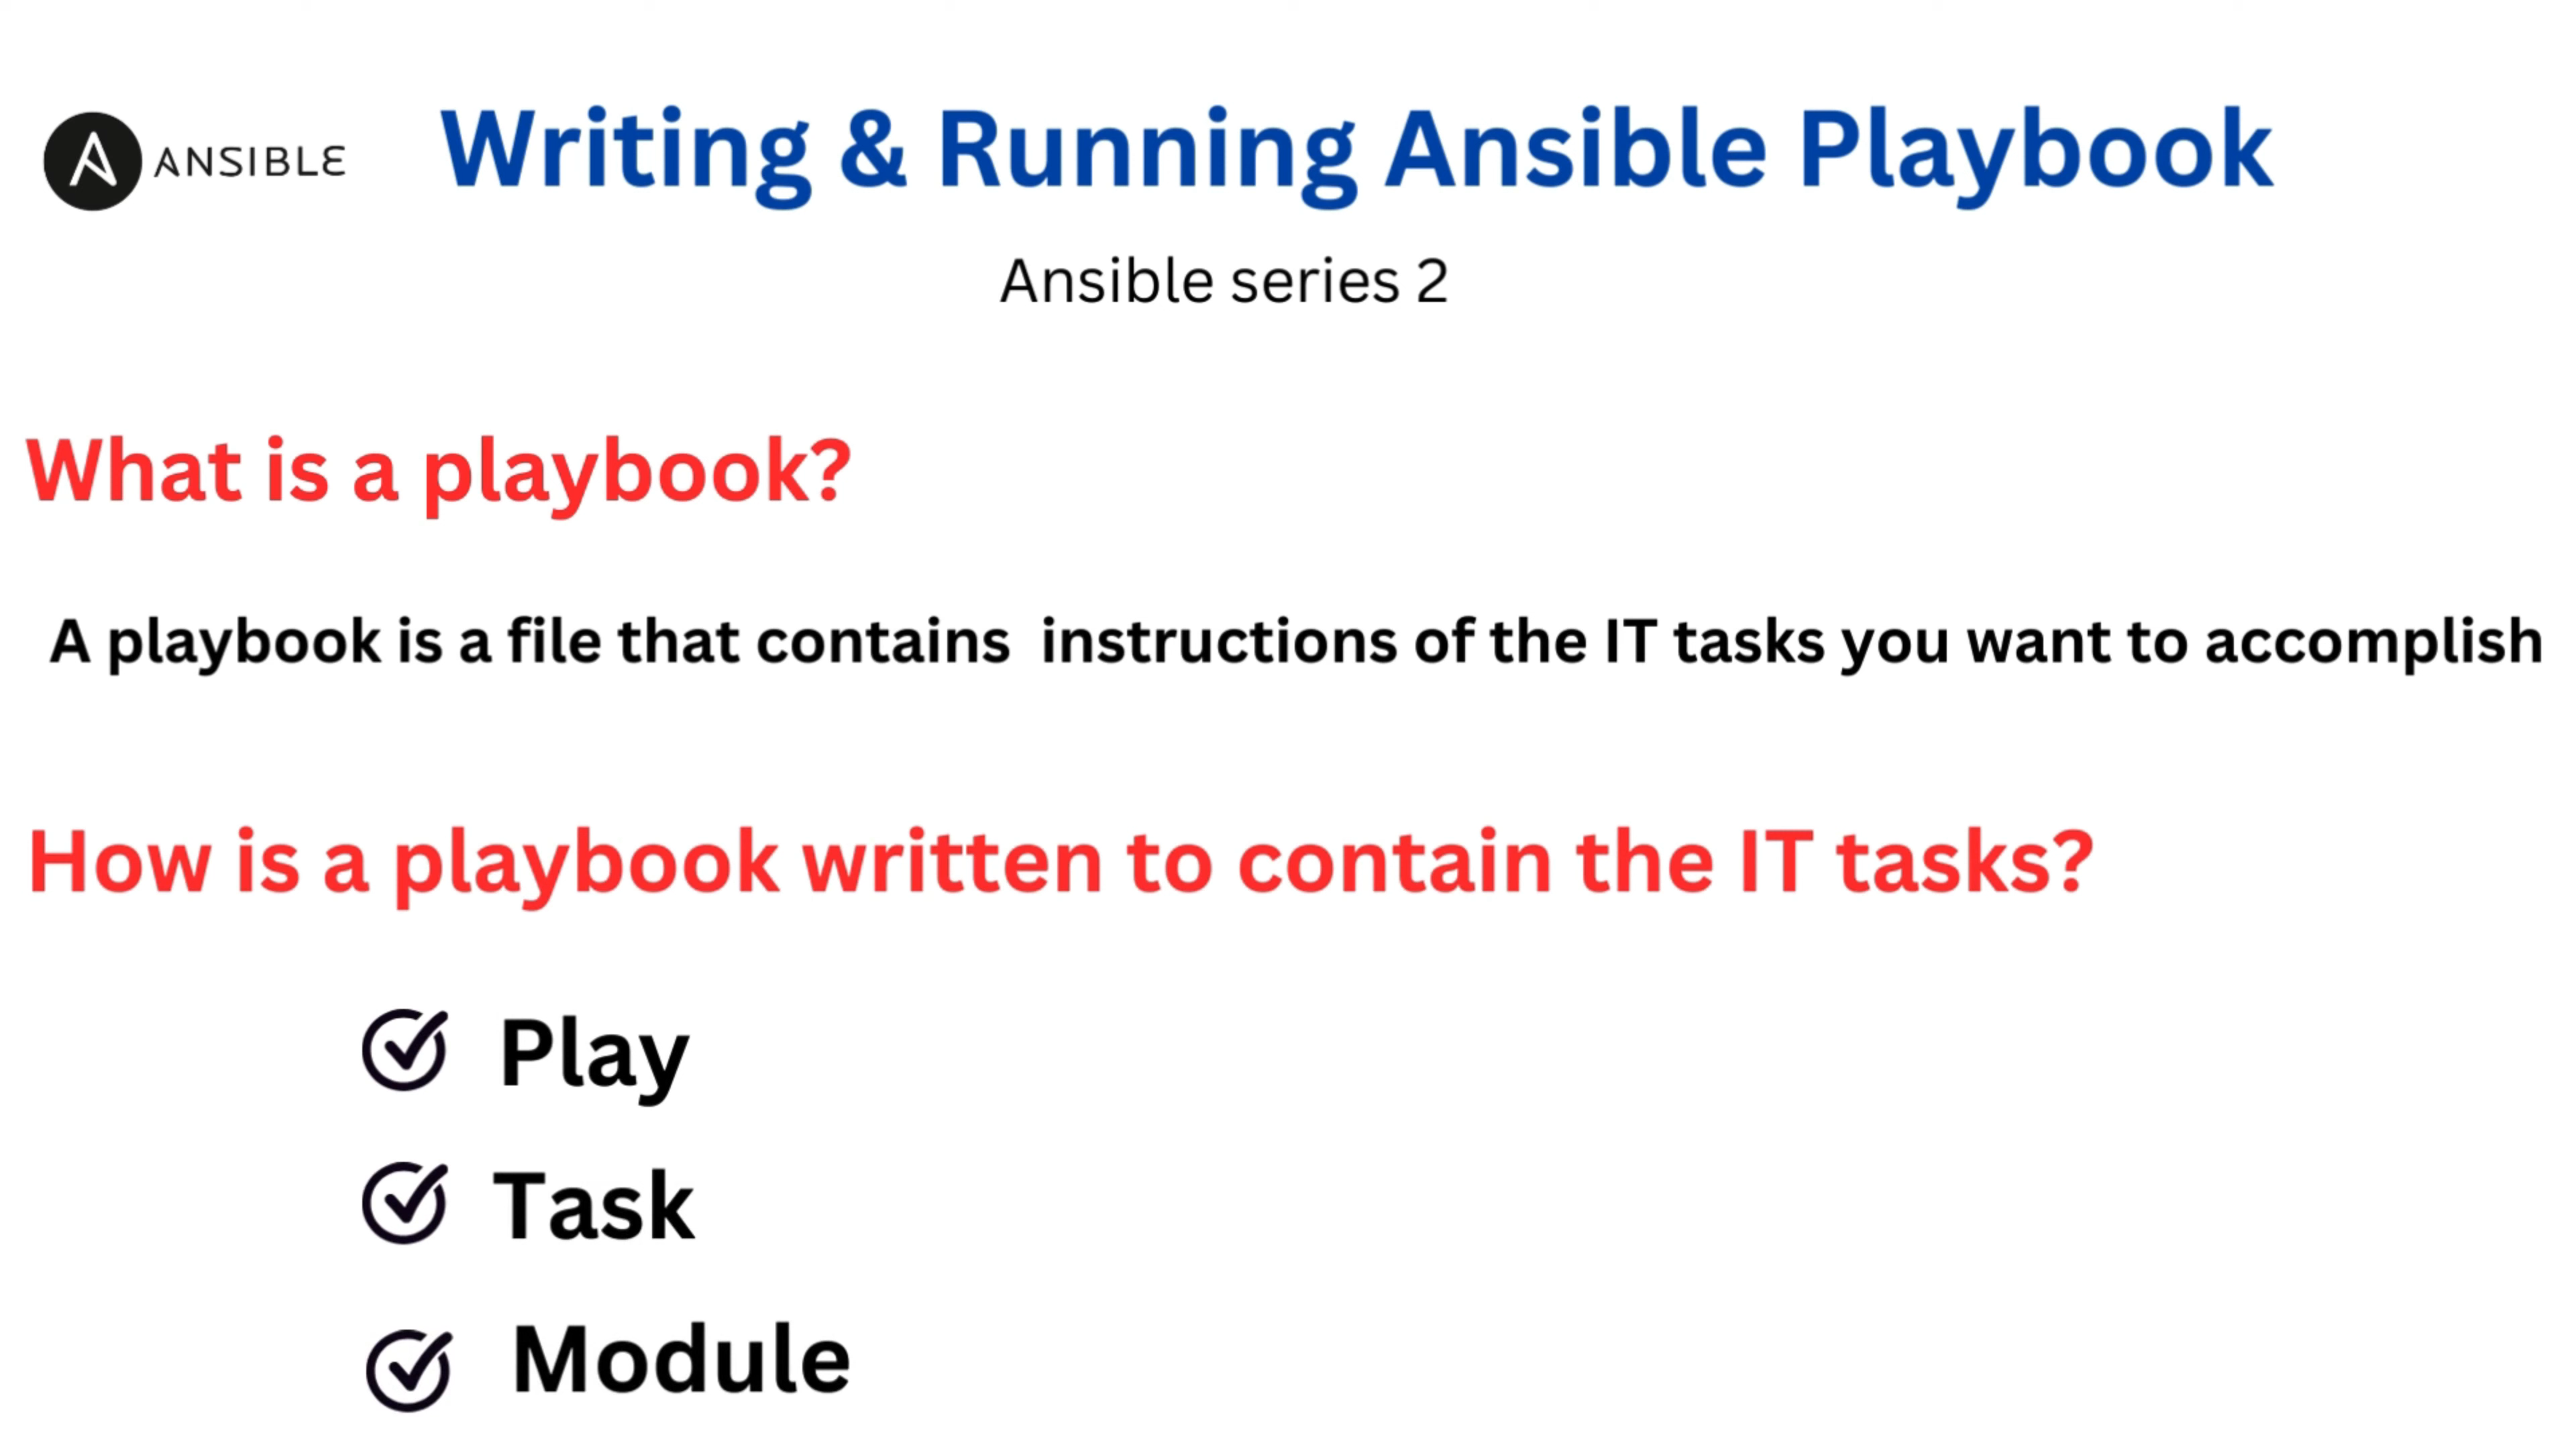 ANSIBLE
Writing & Running Ansible Playbook
Ansible series 2
What is a playbook?
A playbook is a file that contains instructions of the IT tasks you want to accomplish
How is a playbook written to contain the IT tasks?
Play
Task
Module